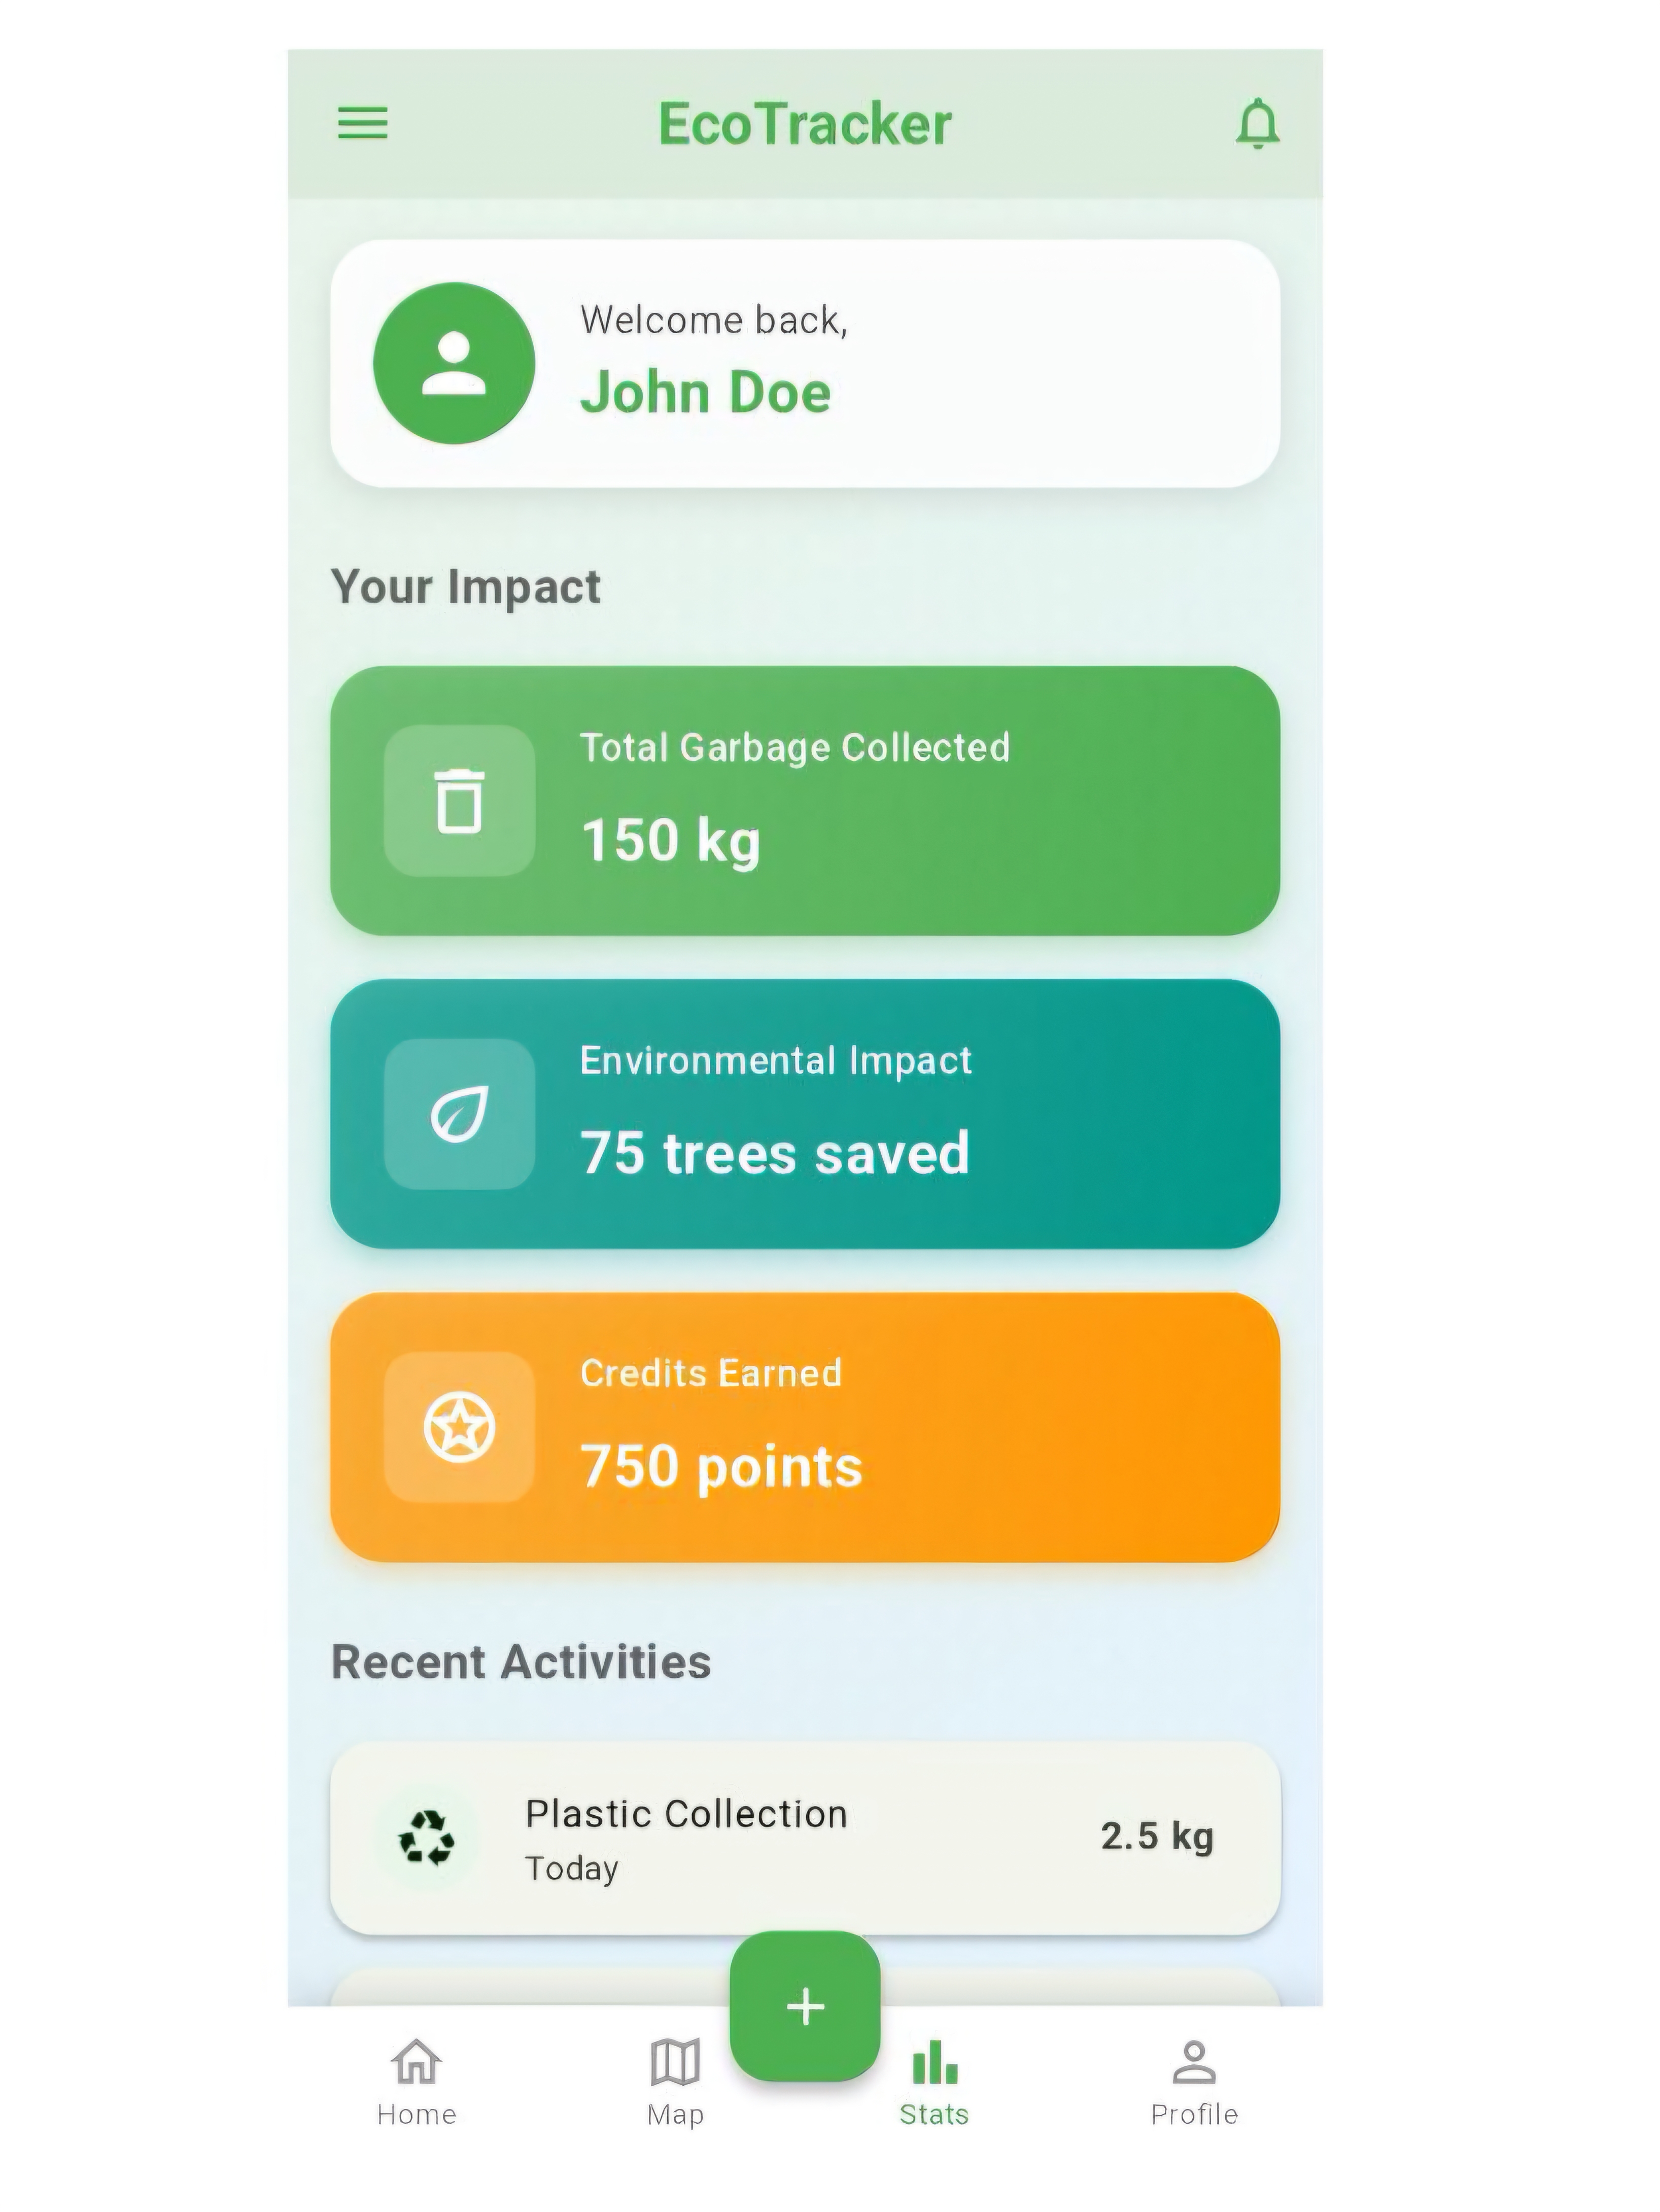 EcoTracker
Welcome back,
John Doe
Your Impact
Total Garbage Collected
150 kg
Environmental Impact
75 trees saved
Credits Earned
750 points
Recent Activities
Plastic Collection
2.5 kg
Today
Home Map Stats Profile